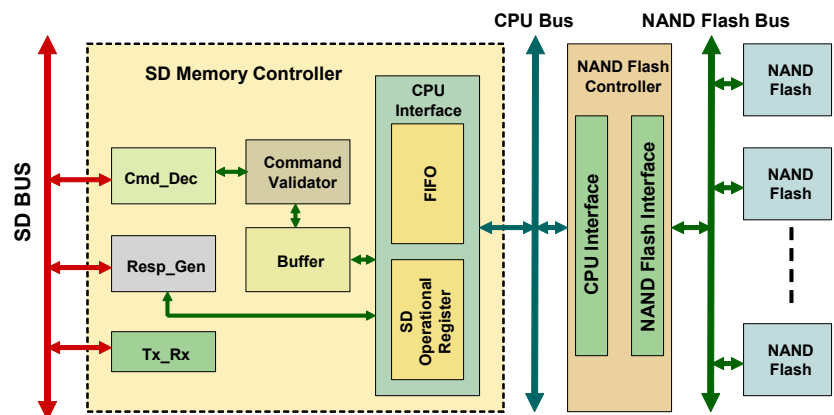 CPU Bus
NAND Flash Bus
SD Memory Controller
CPU
Interface
NAND Flash
Controller
NAND
Flash
SD BUS
Cmd_Dec
Command
Validator
FIFO
CPU Interface
NAND Flash Interface
NAND
Flash
Resp_Gen
Buffer
SD
Operational
Register
Tx_Rx
NAND
Flash